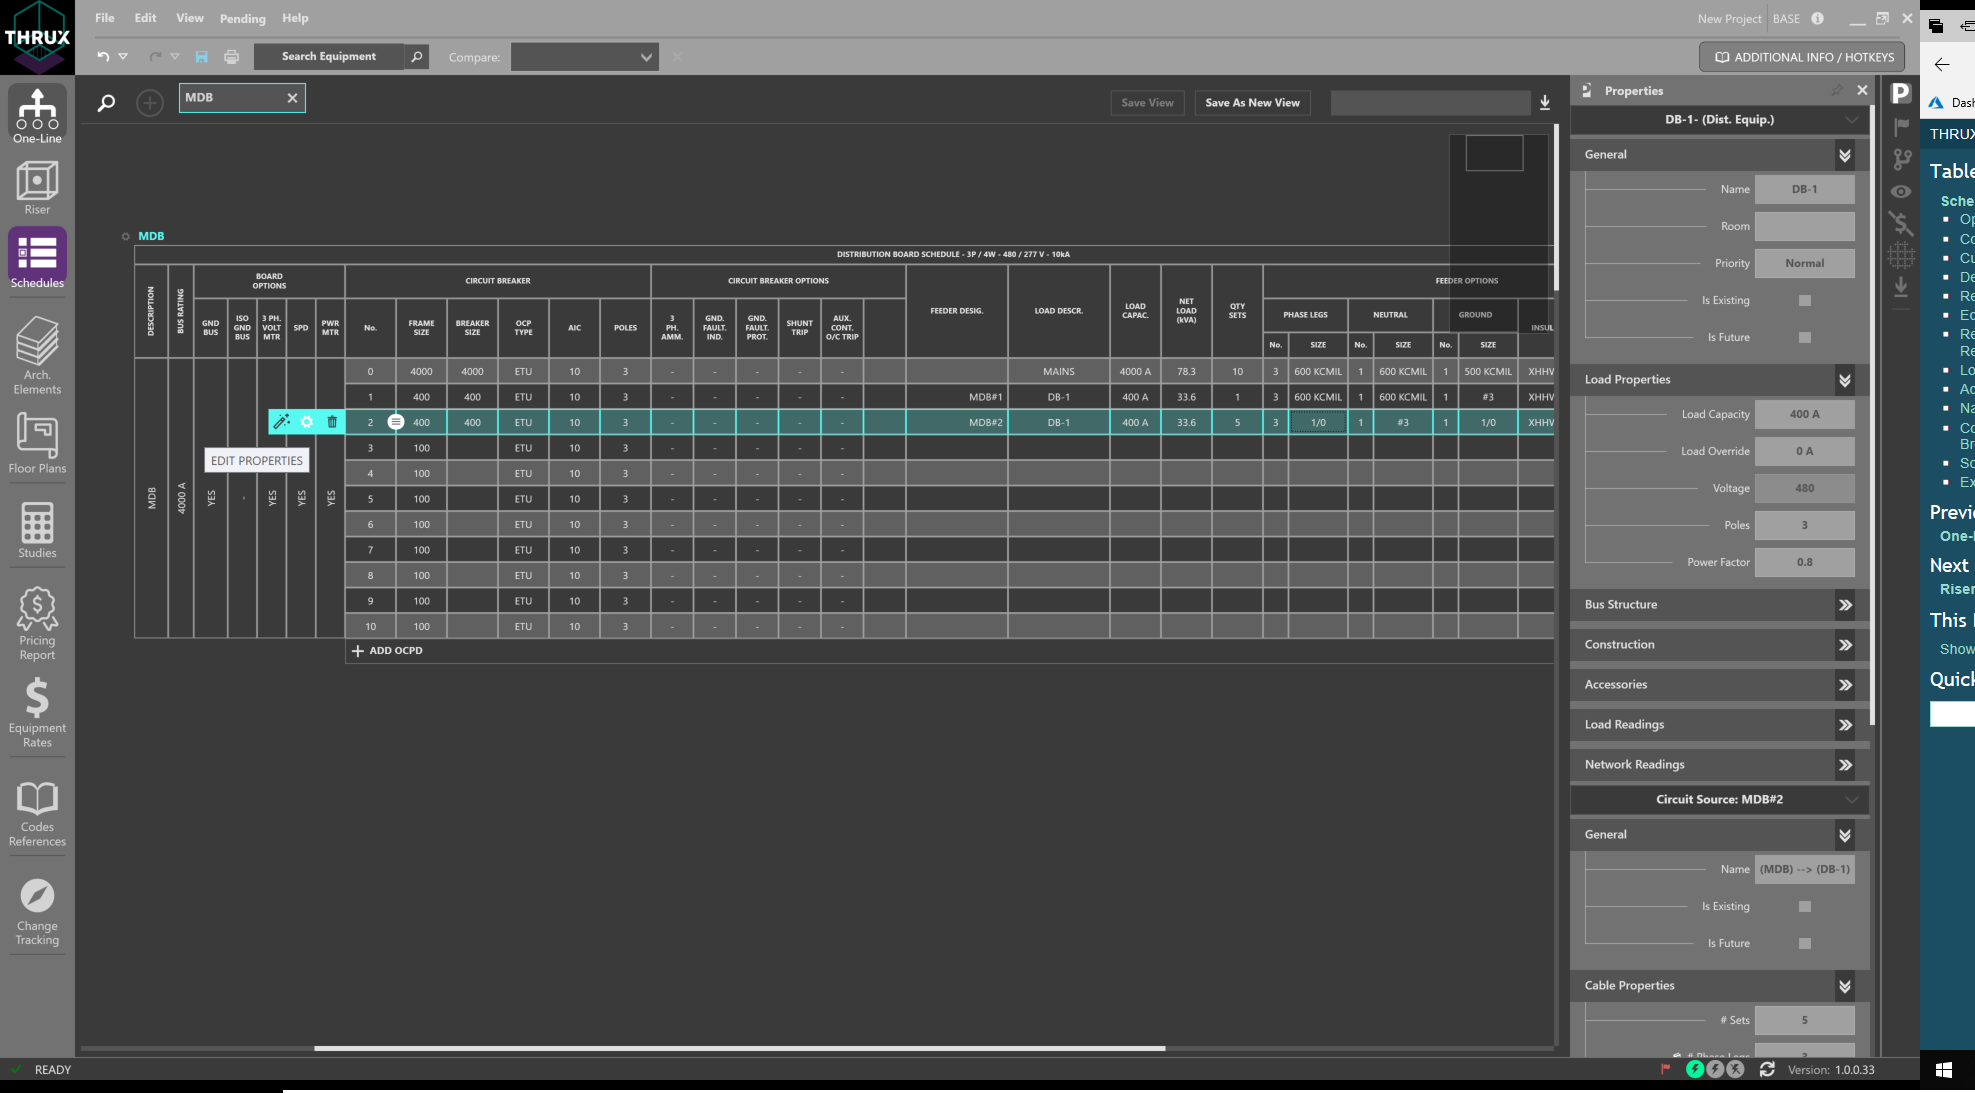 File Edit View Pending Help
New Project BASE
THRUX
Search Equipment
Compare:
ADDITIONAL INFO / HOTKEYS
MDB
Save View
Save As New View
One-Line
Riser
Schedules
Arch.
Elements
Floor Plans
Studies
Pricing
Report
Equipment
Rates
Codes
References
Change
Tracking
MDB
DISTRIBUTION BOARD SCHEDULE - 3P / 4W - 480 / 277 V - 10kA
DESCRIPTION
BUS RATING
BOARD
OPTIONS
CIRCUIT BREAKER
CIRCUIT BREAKER OPTIONS
FEEDER DESIG.
LOAD DESCR.
LOAD
CAPAC.
NET
LOAD
(kVA)
QTY
SETS
FEEDER OPTIONS
GND
BUS
ISO
GND
BUS
3 PH.
VOLT
MTR
SPD
PWR
MTR
No.
FRAME
SIZE
BREAKER
SIZE
OCP
TYPE
AIC
POLES
3
PH.
AMM.
GND.
FAULT.
IND.
GND.
FAULT.
PROT.
SHUNT
TRIP
AUX.
CONT.
O/C TRIP
PHASE LEGS
NEUTRAL
GROUND
INSUL
No. SIZE No. SIZE No. SIZE
0 4000 4000 ETU 10 3 - - - - - MAINS 4000 A 78.3 10 3 600 KCMIL 1 600 KCMIL 1 500 KCMIL XHHW
1 400 400 ETU 10 3 - - - - - MDB#1 DB-1 400 A 33.6 1 3 600 KCMIL 1 600 KCMIL 1 #3 XHHW
2 400 400 ETU 10 3 - - - - - MDB#2 DB-1 400 A 33.6 5 3 1/0 1 #3 1 1/0 XHHW
3 100 ETU 10 3 - - - - -
4 100 ETU 10 3 - - - - -
5 100 ETU 10 3 - - - - -
6 100 ETU 10 3 - - - - -
7 100 ETU 10 3 - - - - -
8 100 ETU 10 3 - - - - -
9 100 ETU 10 3 - - - - -
10 100 ETU 10 3 - - - - -
EDIT PROPERTIES
MDB
4000 A
YES
-
YES
YES
YES
ADD OCPD
Properties
DB-1- (Dist. Equip.)
General
Name DB-1
Room
Priority Normal
Is Existing
Is Future
Load Properties
Load Capacity 400 A
Load Override 0 A
Voltage 480
Poles 3
Power Factor 0.8
Bus Structure
Construction
Accessories
Load Readings
Network Readings
Circuit Source: MDB#2
General
Name (MDB) --> (DB-1)
Is Existing
Is Future
Cable Properties
# Sets 5
# Phase Legs 3
READY
Version: 1.0.0.33
P
Dash
THRUX
Table
Sche
Op
Co
Cu
De
Re
Ec
Re
Re
Lo
Ac
Na
Co
Br
Sc
Ex
Previ
One-
Next
Riser
This
Show
Quick